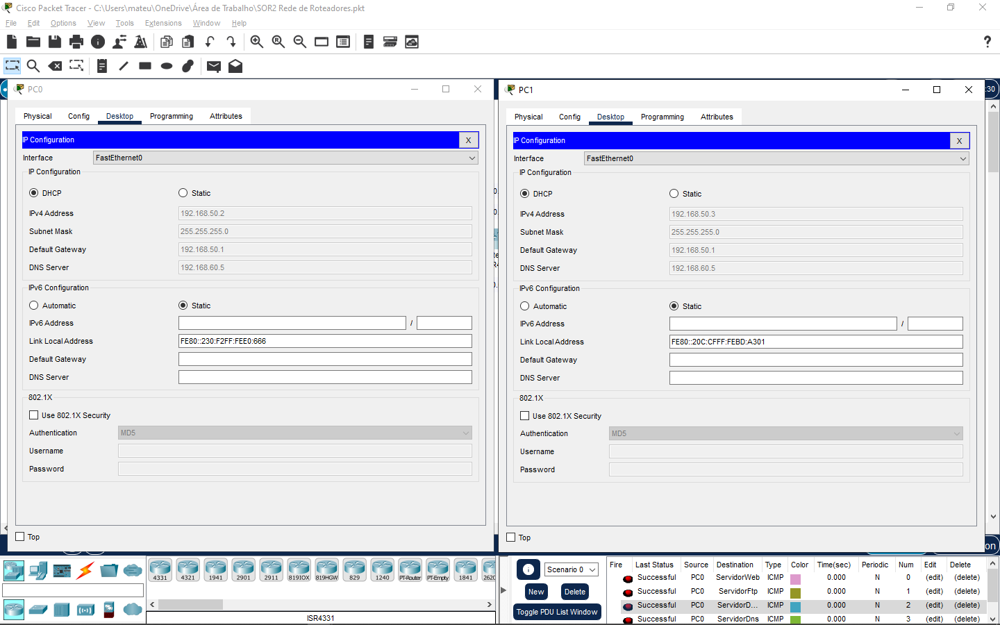 Cisco Packet Tracer - C:\Users\mateu\OneDrive\Área de Trabalho\SOR2 Rede de Roteadores.pkt
File Edit Options View Tools Extensions Window Help
?
PC0
Physical Config Desktop Programming Attributes
IP Configuration X
Interface FastEthernet0
IP Configuration
DHCP Static
IPv4 Address 192.168.50.2
Subnet Mask 255.255.255.0
Default Gateway 192.168.50.1
DNS Server 192.168.60.5
IPv6 Configuration
Automatic Static
IPv6 Address /
Link Local Address FE80::230:F2FF:FEE0:666
Default Gateway
DNS Server
802.1X
Use 802.1X Security
Authentication MD5
Username
Password
Top
PC1
:30
Physical Config Desktop Programming Attributes
IP Configuration X
Interface FastEthernet0
IP Configuration
DHCP Static
IPv4 Address 192.168.50.3
Subnet Mask 255.255.255.0
Default Gateway 192.168.50.1
DNS Server 192.168.60.5
IPv6 Configuration
Automatic Static
IPv6 Address /
Link Local Address FE80::20C:CFFF:FEBD:A301
Default Gateway
DNS Server
802.1X
Use 802.1X Security
Authentication MD5
Username
Password
Top
on
4331 4321 1941 2901 2911 819IOX 819HGW 829 1240 PT-Router PT-Empty 1841 2620
ISR4331
Scenario 0
New Delete
Toggle PDU List Window
Fire Last Status Source Destination Type Color Time(sec) Periodic Num Edit Delete
Successful PC0 ServidorWeb ICMP 0.000 N 0 (edit) (delete)
Successful PC0 ServidorFtp ICMP 0.000 N 1 (edit) (delete)
Successful PC0 ServidorD... ICMP 0.000 N 2 (edit) (delete)
Successful PC0 ServidorDns ICMP 0.000 N 3 (edit) (delete)